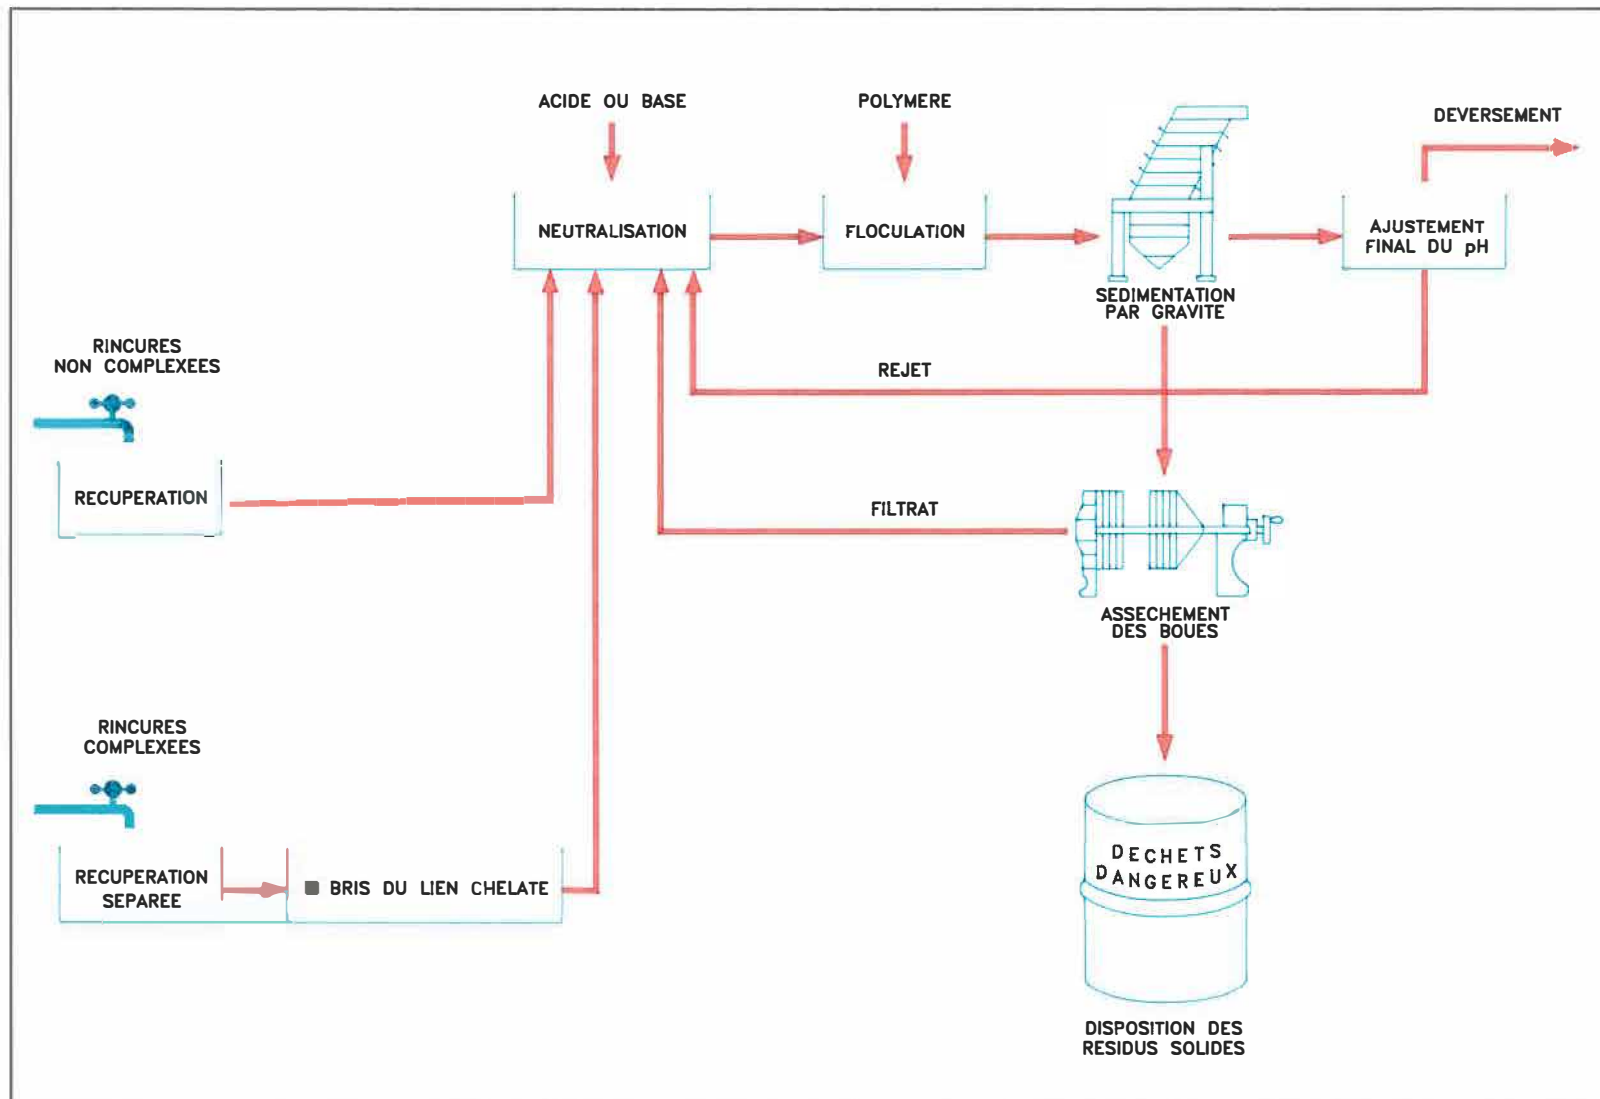 ACIDE OU BASE
POLYMERE
DEVERSEMENT
NEUTRALISATION
FLOCULATION
AJUSTEMENT
FINAL DU pH
SEDIMENTATION
PAR GRAVITE
RINCURES
NON COMPLEXEES
REJET
RECUPERATION
FILTRAT
ASSECHEMENT
DES BOUES
RINCURES
COMPLEXEES
RECUPERATION
SEPAREE
BRIS DU LIEN CHELATE
DECHETS
DANGEREUX
DISPOSITION DES
RESIDUS SOLIDES